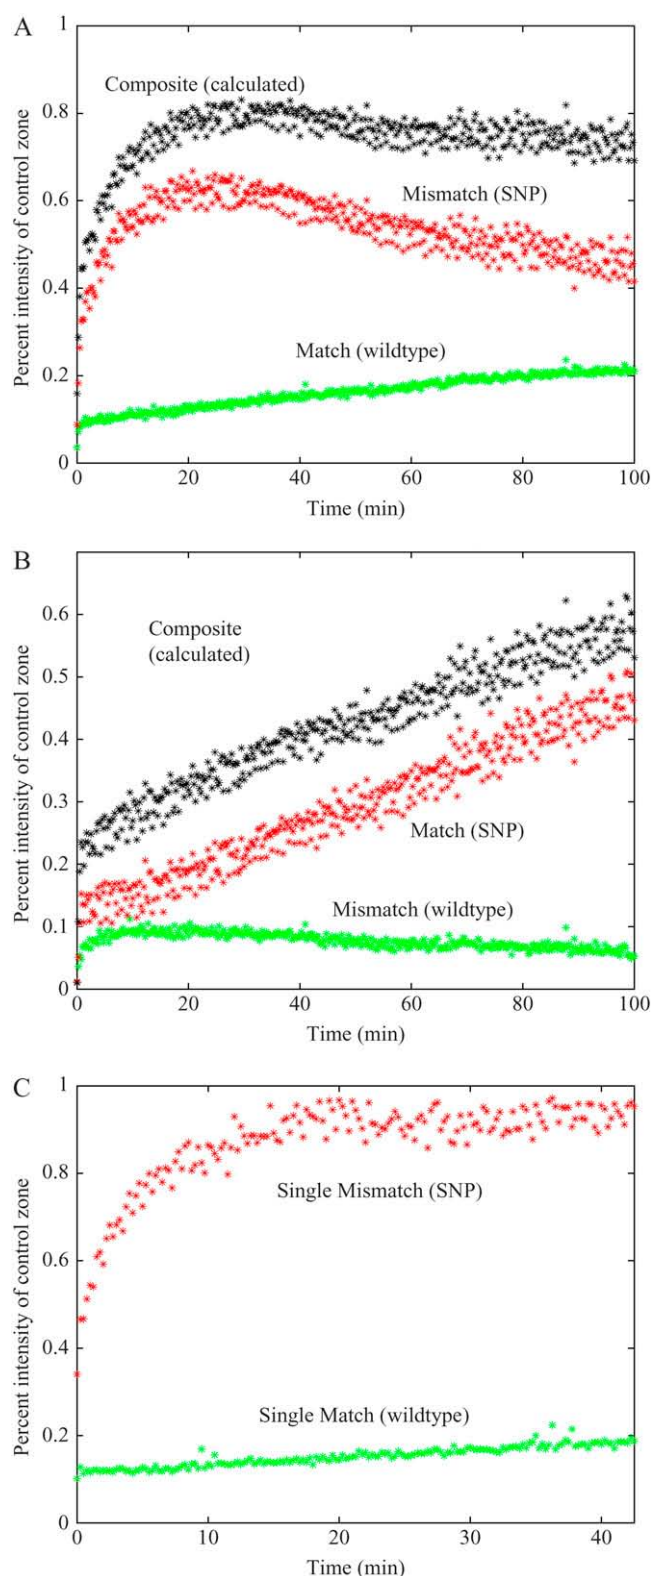 A
1
0.8
0.6
0.4
0.2
0
Percent intensity of control zone
Composite (calculated)
Mismatch (SNP)
Match (wildtype)
0 20 40 60 80 100
Time (min)
B
0.6
0.5
0.4
0.3
0.2
0.1
0
Percent intensity of control zone
Composite
(calculated)
Match (SNP)
Mismatch (wildtype)
0 20 40 60 80 100
Time (min)
C
1
0.8
0.6
0.4
0.2
0
Percent intensity of control zone
Single Mismatch (SNP)
Single Match (wildtype)
0 10 20 30 40
Time (min)